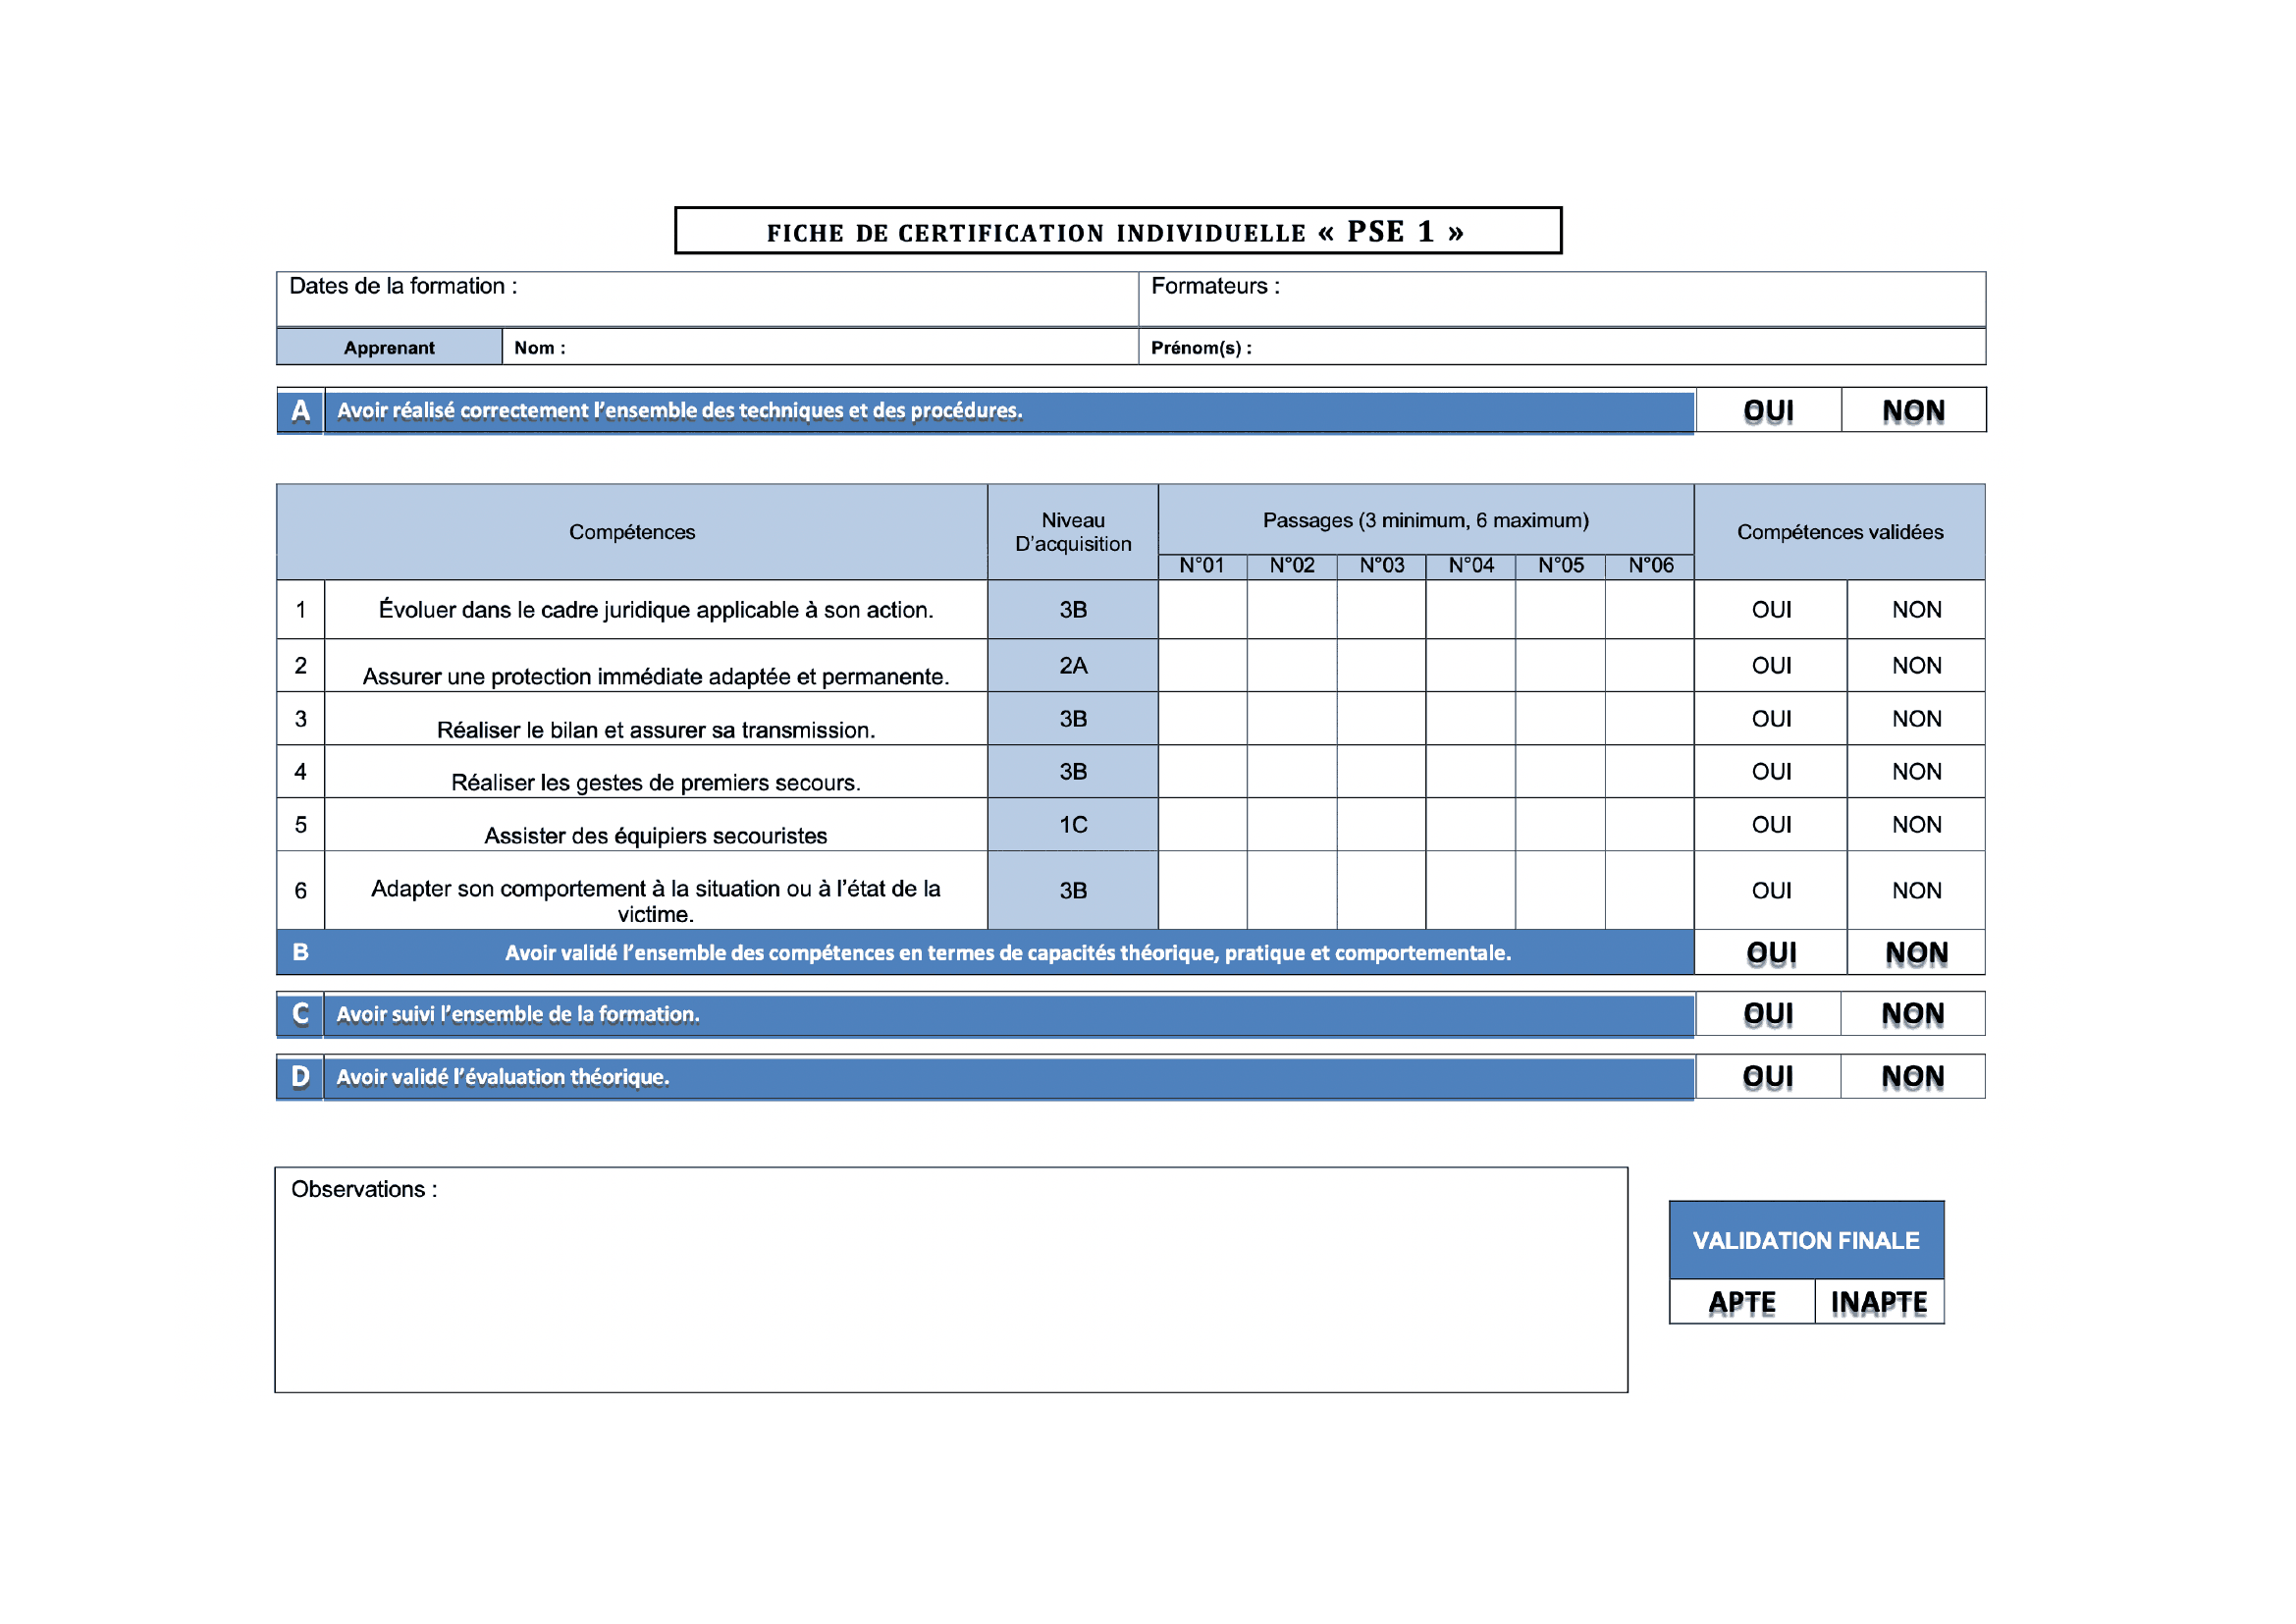 FICHE DE CERTIFICATION INDIVIDUELLE « PSE 1 »
Dates de la formation :
Formateurs :
Apprenant
Nom :
Prénom(s) :
A
Avoir réalisé correctement l’ensemble des techniques et des procédures.
OUI
NON
Compétences
Niveau
D’acquisition
Passages (3 minimum, 6 maximum)
Compétences validées
N°01 N°02 N°03 N°04 N°05 N°06
1 Évoluer dans le cadre juridique applicable à son action. 3B OUI NON
2 Assurer une protection immédiate adaptée et permanente. 2A OUI NON
3 Réaliser le bilan et assurer sa transmission. 3B OUI NON
4 Réaliser les gestes de premiers secours. 3B OUI NON
5 Assister des équipiers secouristes 1C OUI NON
6 Adapter son comportement à la situation ou à l’état de la
victime. 3B OUI NON
B Avoir validé l’ensemble des compétences en termes de capacités théorique, pratique et comportementale. OUI NON
C Avoir suivi l’ensemble de la formation. OUI NON
D Avoir validé l’évaluation théorique. OUI NON
Observations :
VALIDATION FINALE
APTE INAPTE